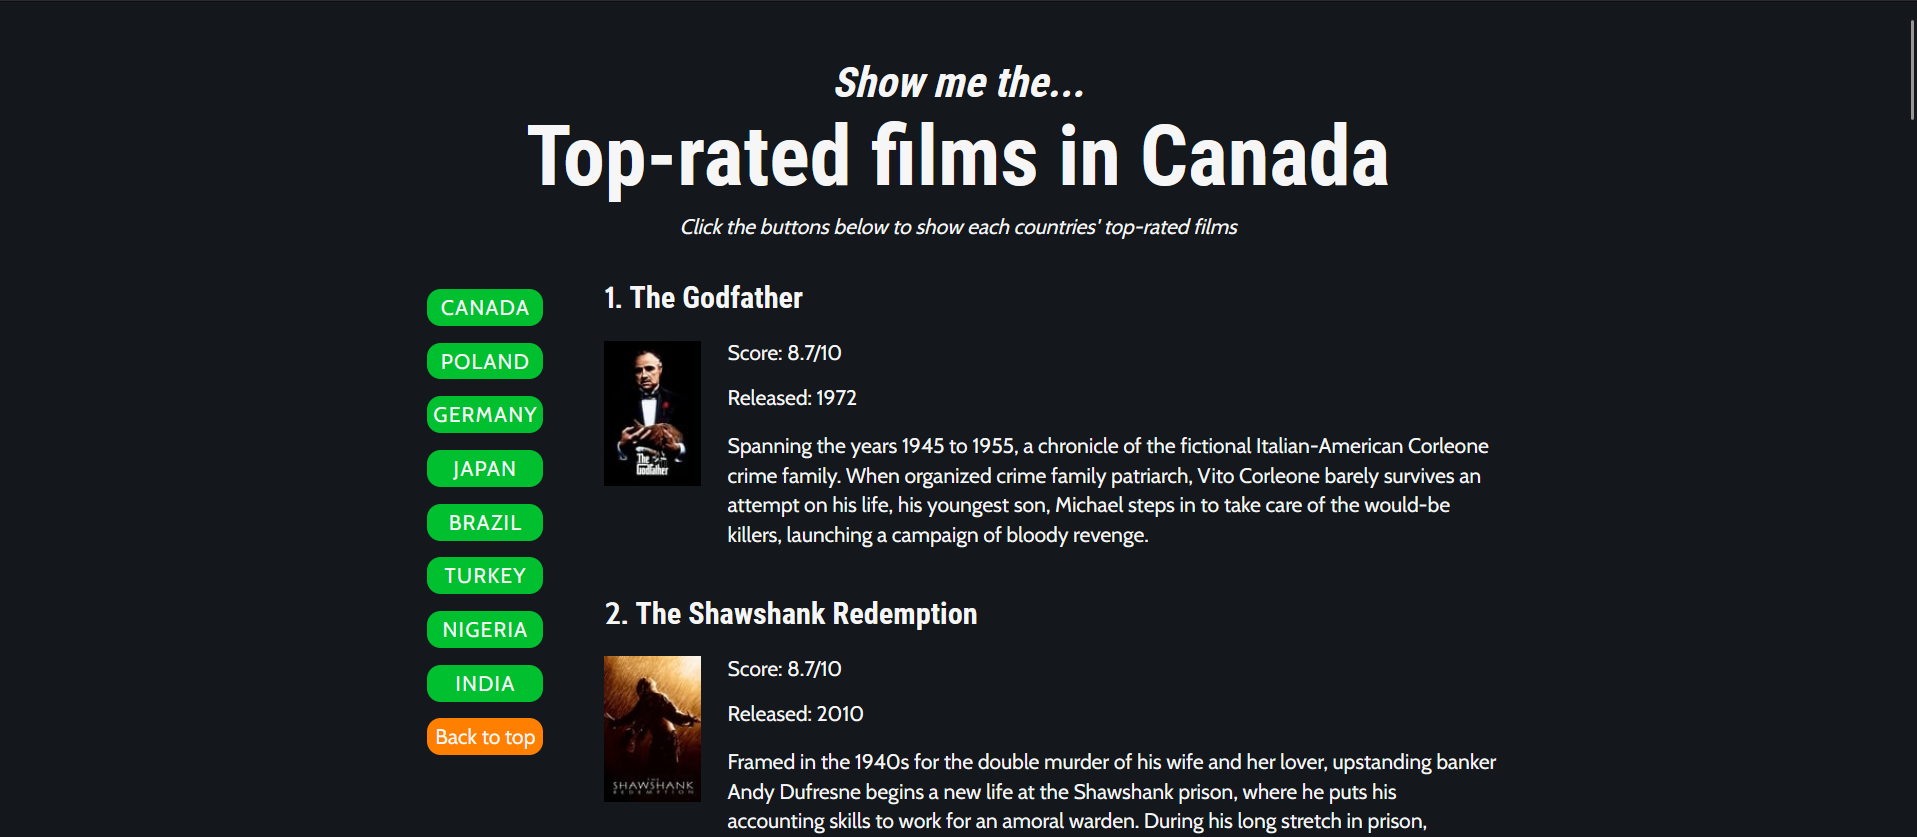 Show me the...
Top-rated films in Canada
Click the buttons below to show each countries' top-rated films
CANADA
POLAND
GERMANY
JAPAN
BRAZIL
TURKEY
NIGERIA
INDIA
Back to top
1. The Godfather
The
Godfather
Score: 8.7/10
Released: 1972
Spanning the years 1945 to 1955, a chronicle of the fictional Italian-American Corleone
crime family. When organized crime family patriarch, Vito Corleone barely survives an
attempt on his life, his youngest son, Michael steps in to take care of the would-be
killers, launching a campaign of bloody revenge.
2. The Shawshank Redemption
THE
SHAWSHANK
REDEMPTION
Score: 8.7/10
Released: 2010
Framed in the 1940s for the double murder of his wife and her lover, upstanding banker
Andy Dufresne begins a new life at the Shawshank prison, where he puts his
accounting skills to work for an amoral warden. During his long stretch in prison,